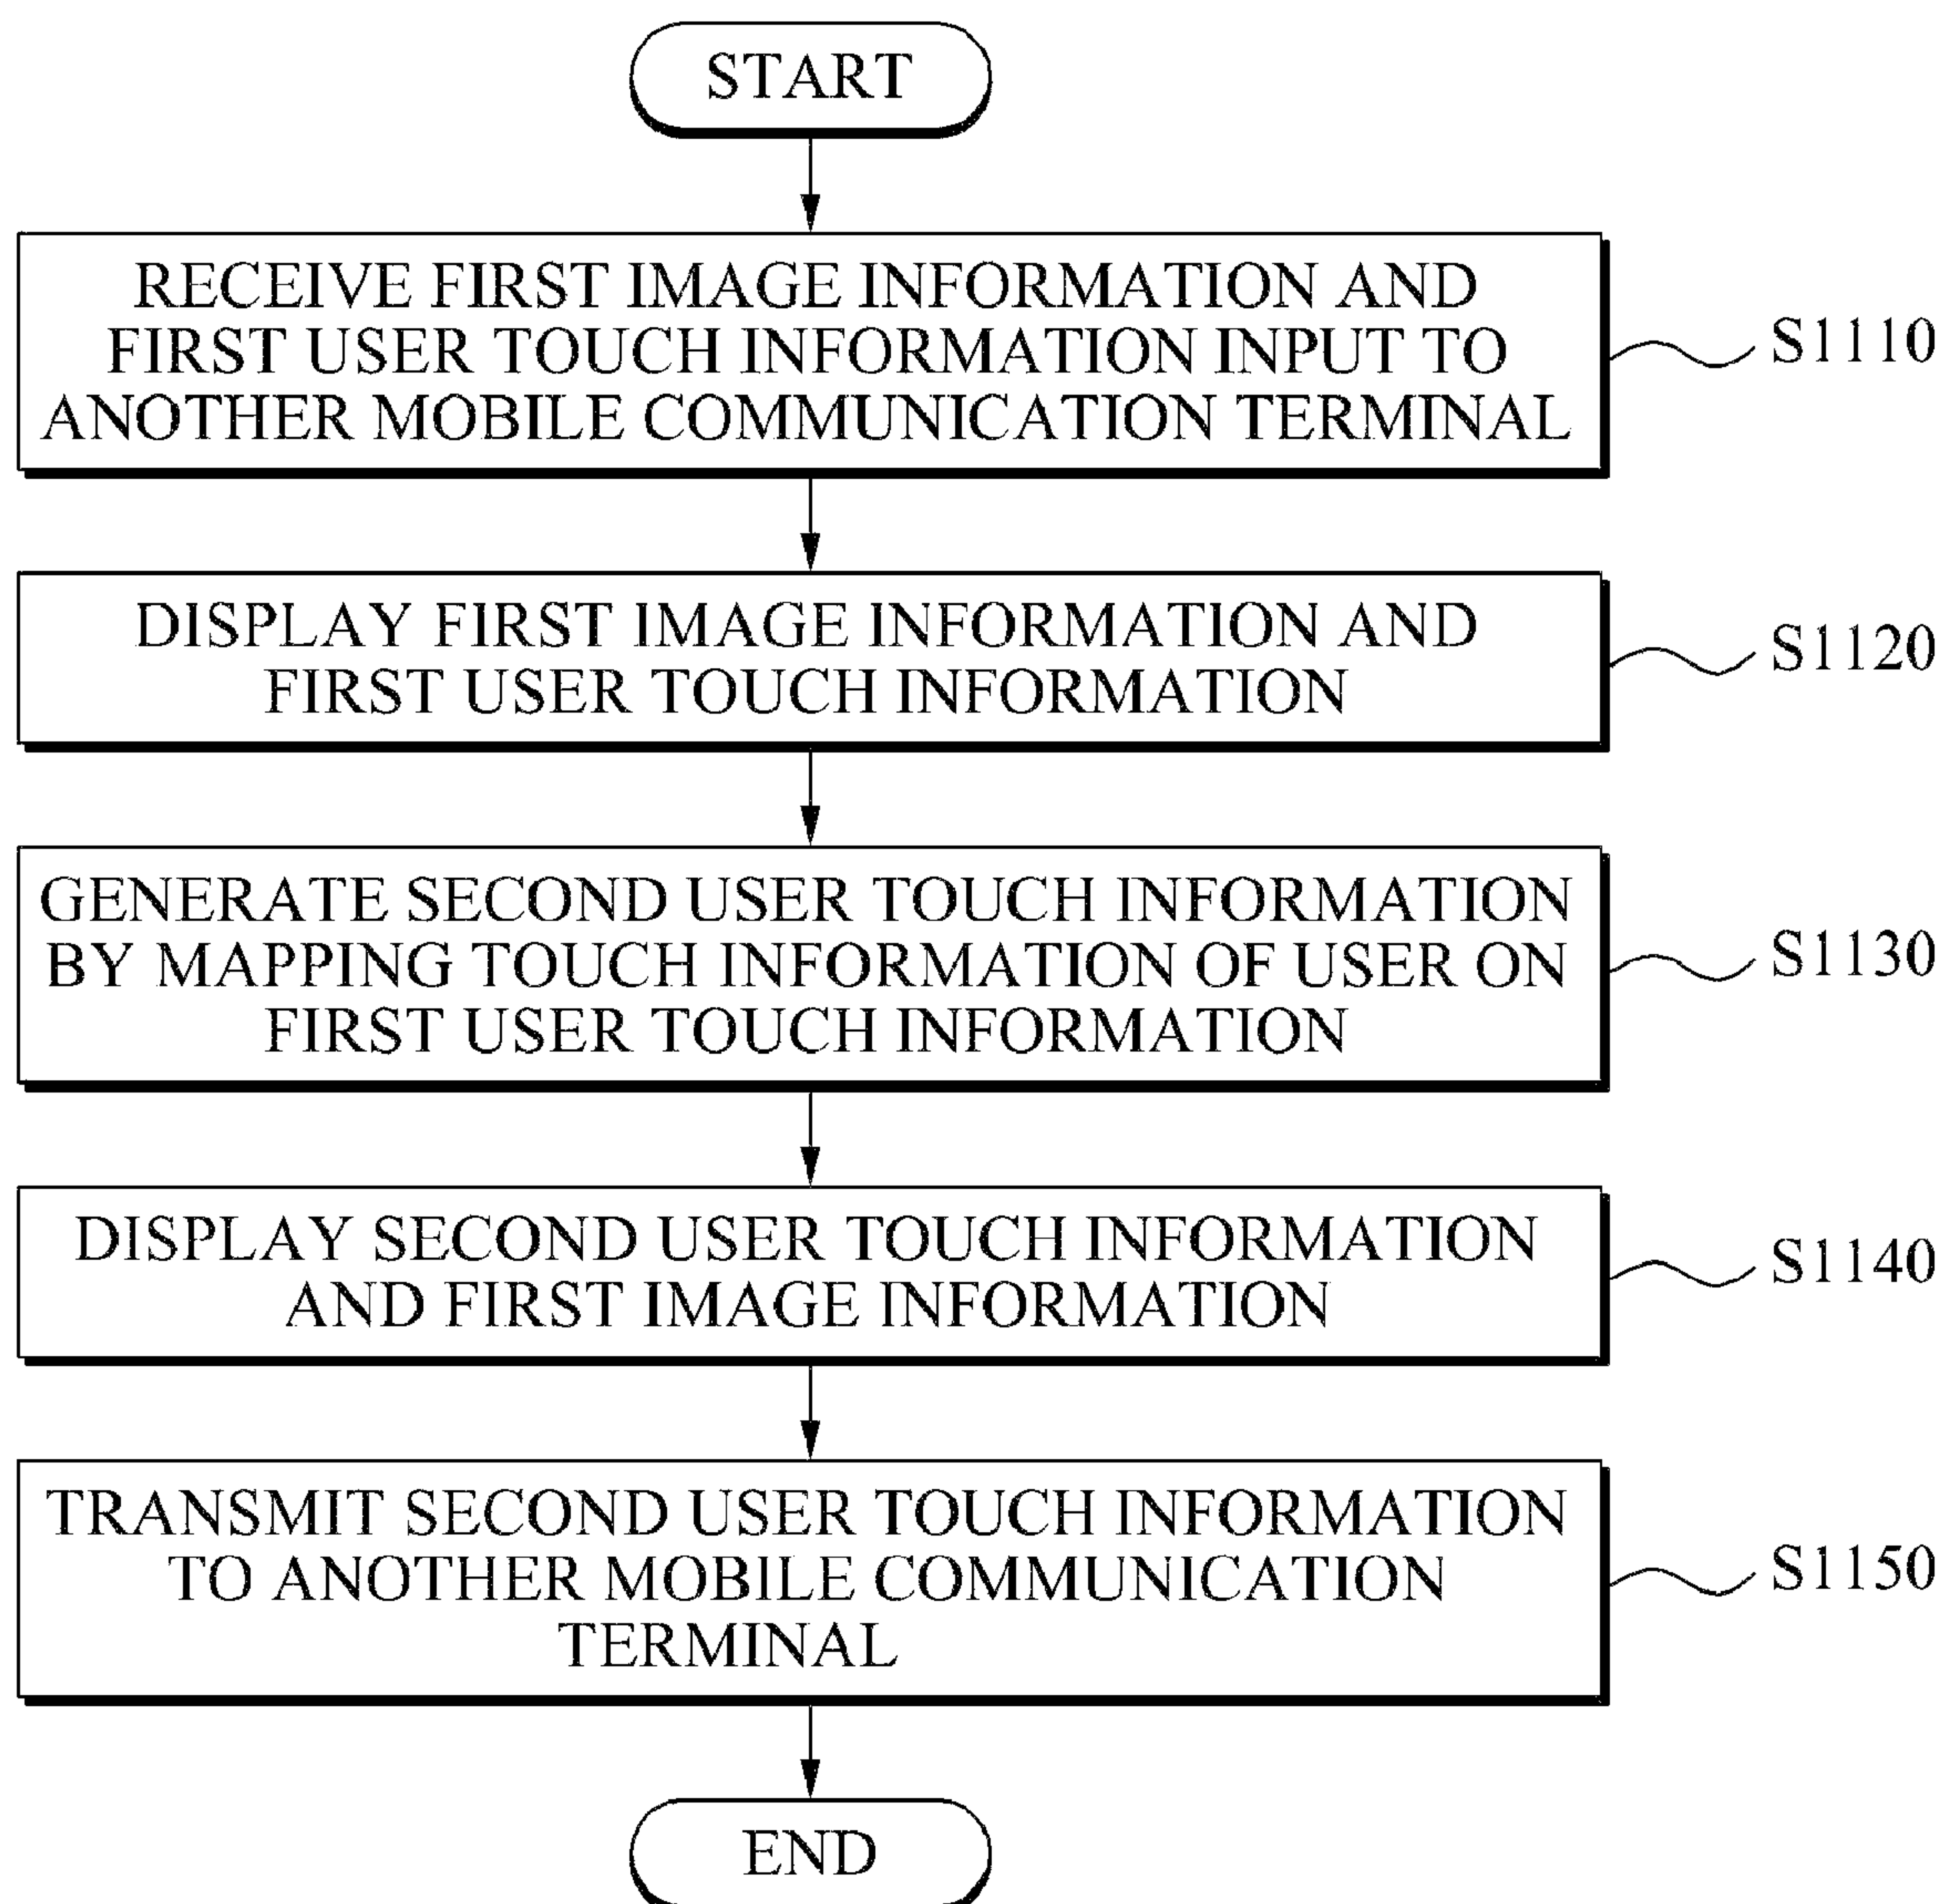 START
RECEIVE FIRST IMAGE INFORMATION AND
FIRST USER TOUCH INFORMATION INPUT TO
ANOTHER MOBILE COMMUNICATION TERMINAL
S1110
DISPLAY FIRST IMAGE INFORMATION AND
FIRST USER TOUCH INFORMATION
S1120
GENERATE SECOND USER TOUCH INFORMATION
BY MAPPING TOUCH INFORMATION OF USER ON
FIRST USER TOUCH INFORMATION
S1130
DISPLAY SECOND USER TOUCH INFORMATION
AND FIRST IMAGE INFORMATION
S1140
TRANSMIT SECOND USER TOUCH INFORMATION
TO ANOTHER MOBILE COMMUNICATION
TERMINAL
S1150
END